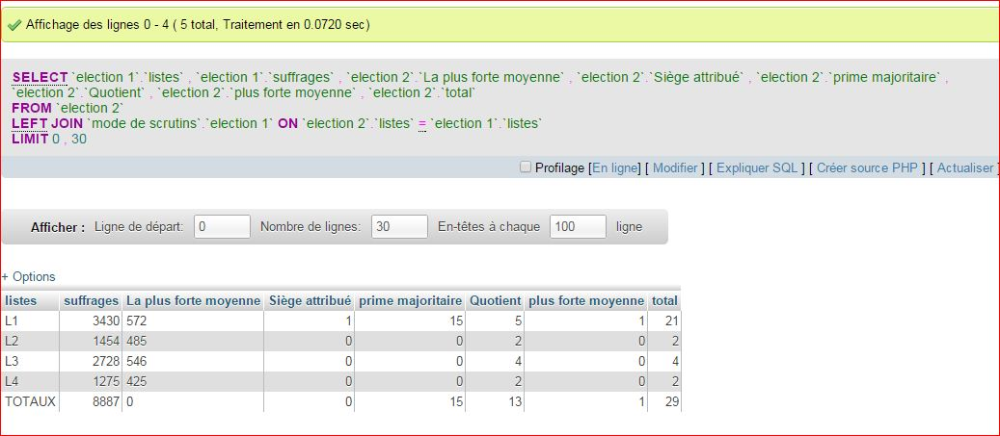 Affichage des lignes 0 - 4 ( 5 total, Traitement en 0.0720 sec)
SELECT `election 1`.`listes` , `election 1`.`suffrages` , `election 2`.`La plus forte moyenne` , `election 2`.`Siège attribué` , `election 2`.`prime majoritaire` ,
`election 2`.`Quotient` , `election 2`.`plus forte moyenne` , `election 2`.`total`
FROM `election 2`
LEFT JOIN `mode de scrutins`.`election 1` ON `election 2`.`listes` = `election 1`.`listes`
LIMIT 0 , 30
Profilage [En ligne] [ Modifier ] [ Expliquer SQL ] [ Créer source PHP ] [ Actualiser ]
Afficher : Ligne de départ: 0 Nombre de lignes: 30 En-têtes à chaque 100 ligne
+ Options
listes suffrages La plus forte moyenne Siège attribué prime majoritaire Quotient plus forte moyenne total
L1 3430 572 1 15 5 1 21
L2 1454 485 0 0 2 0 2
L3 2728 546 0 0 4 0 4
L4 1275 425 0 0 2 0 2
TOTAUX 8887 0 0 15 13 1 29